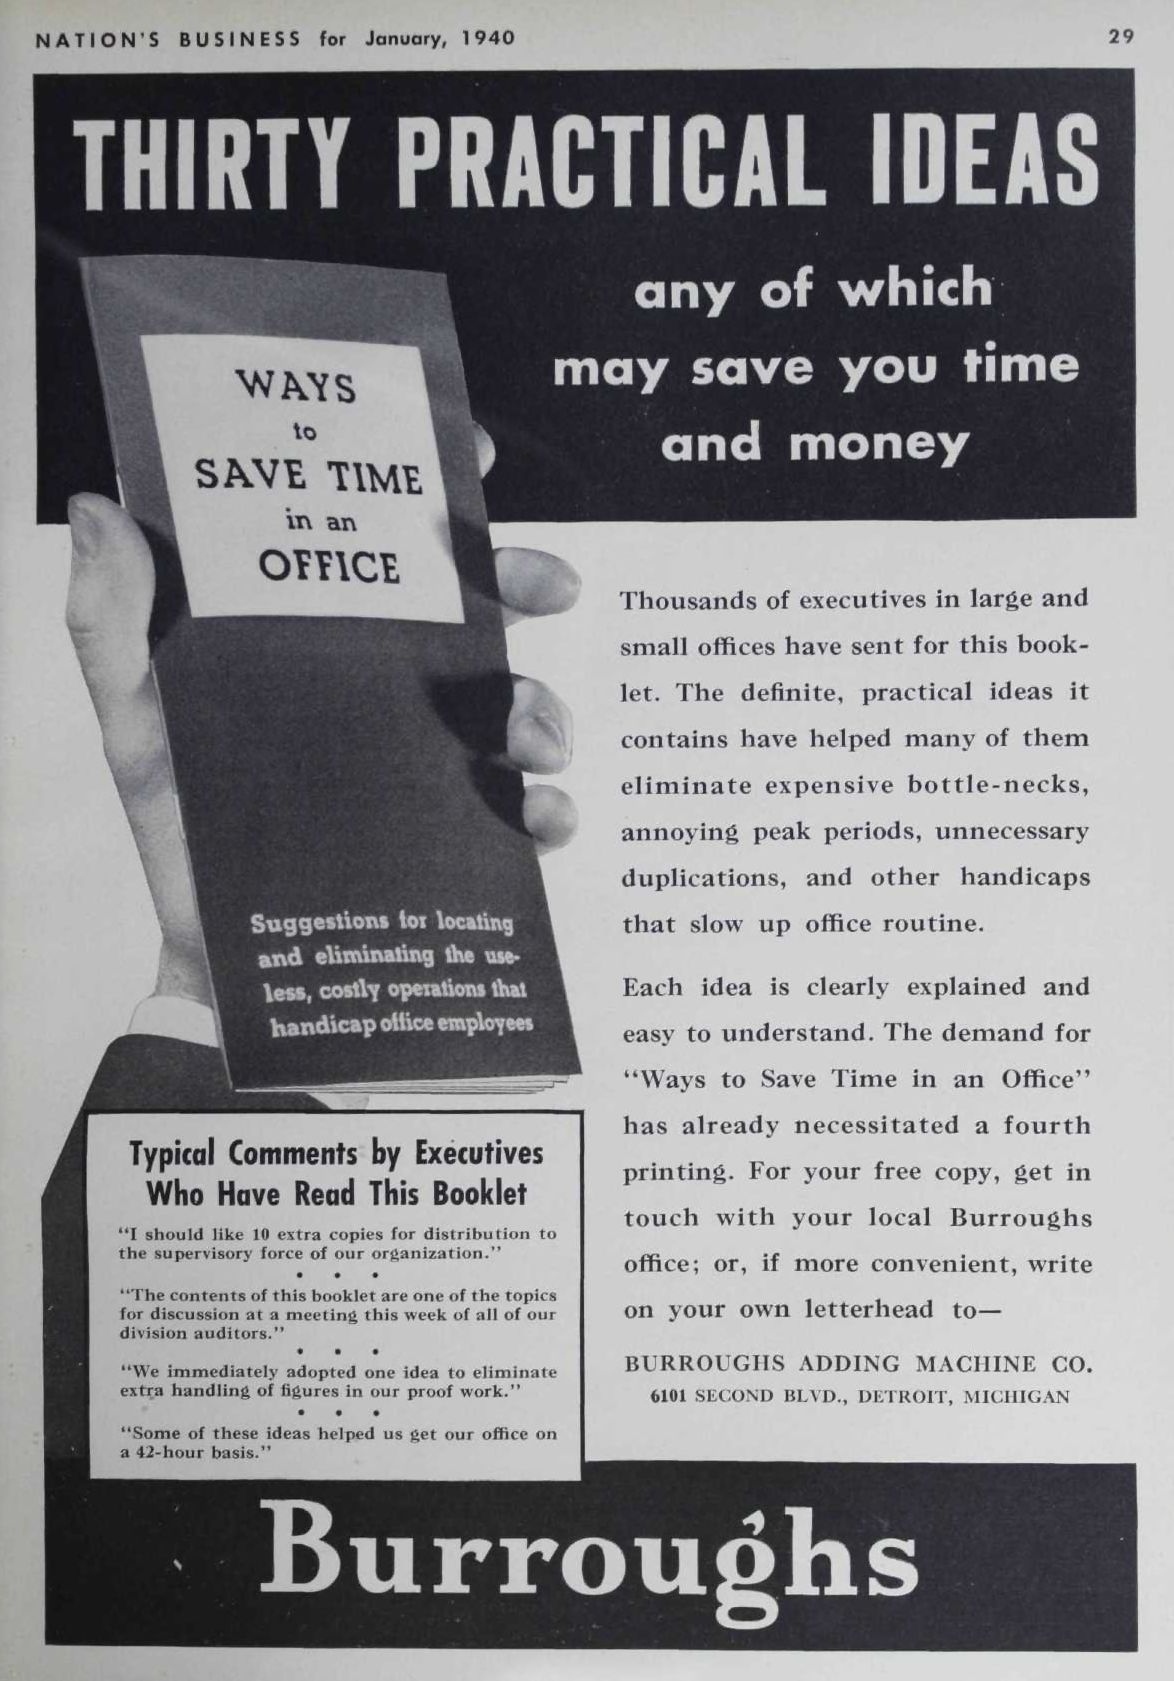 NATION'S BUSINESS for January, 1940
29
THIRTY PRACTICAL IDEAS
any of which
may save you time
and money
WAYS
to
SAVE TIME
in an
OFFICE
Suggestions for locating
and eliminating the use-
less, costly operations that
handicap office employees
Thousands of executives in large and
small offices have sent for this book-
let. The definite, practical ideas it
contains have helped many of them
eliminate expensive bottle-necks,
annoying peak periods, unnecessary
duplications, and other handicaps
that slow up office routine.
Each idea is clearly explained and
easy to understand. The demand for
“Ways to Save Time in an Office”
has already necessitated a fourth
printing. For your free copy, get in
touch with your local Burroughs
office; or, if more convenient, write
on your own letterhead to—
BURROUGHS ADDING MACHINE CO.
6101 SECOND BLVD., DETROIT, MICHIGAN
Typical Comments by Executives
Who Have Read This Booklet
“I should like 10 extra copies for distribution to
the supervisory force of our organization.”
• • •
“The contents of this booklet are one of the topics
for discussion at a meeting this week of all of our
division auditors.”
• • •
“We immediately adopted one idea to eliminate
extra handling of figures in our proof work.”
• • •
“Some of these ideas helped us get our office on
a 42-hour basis.”
Burroughs